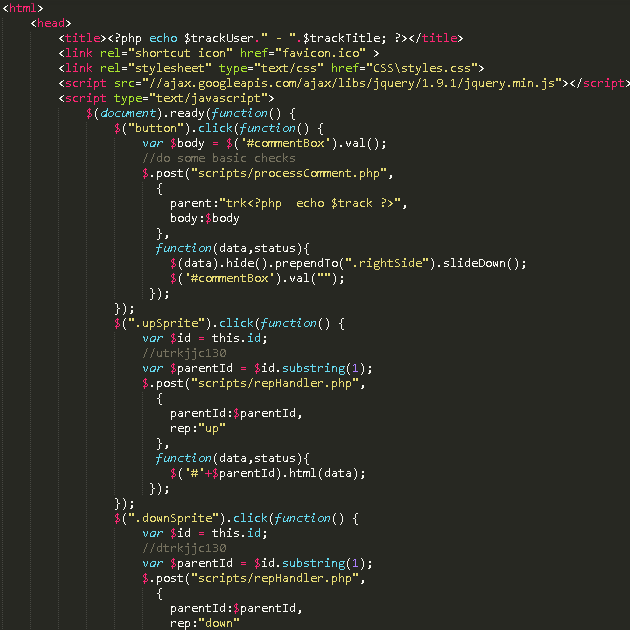 <html>
<head>
<title><?php echo $trackUser." - ".$trackTitle; ?></title>
<link rel="shortcut icon" href="favicon.ico" >
<link rel="stylesheet" type="text/css" href="CSS\styles.css">
<script src="//ajax.googleapis.com/ajax/libs/jquery/1.9.1/jquery.min.js"></script>
<script type="text/javascript">
$(document).ready(function() {
$("button").click(function() {
var $body = $('#commentBox').val();
//do some basic checks
$.post("scripts/processComment.php",
{
parent:"trk<?php  echo $track ?>",
body:$body
},
function(data,status){
$(data).hide().prependTo(".rightSide").slideDown();
$('#commentBox').val("");
});
});
$(".upSprite").click(function() {
var $id = this.id;
//utrkjjc130
var $parentId = $id.substring(1);
$.post("scripts/repHandler.php",
{
parentId:$parentId,
rep:"up"
},
function(data,status){
$('#'+$parentId).html(data);
});
});
$(".downSprite").click(function() {
var $id = this.id;
//dtrkjjc130
var $parentId = $id.substring(1);
$.post("scripts/repHandler.php",
{
parentId:$parentId,
rep:"down"